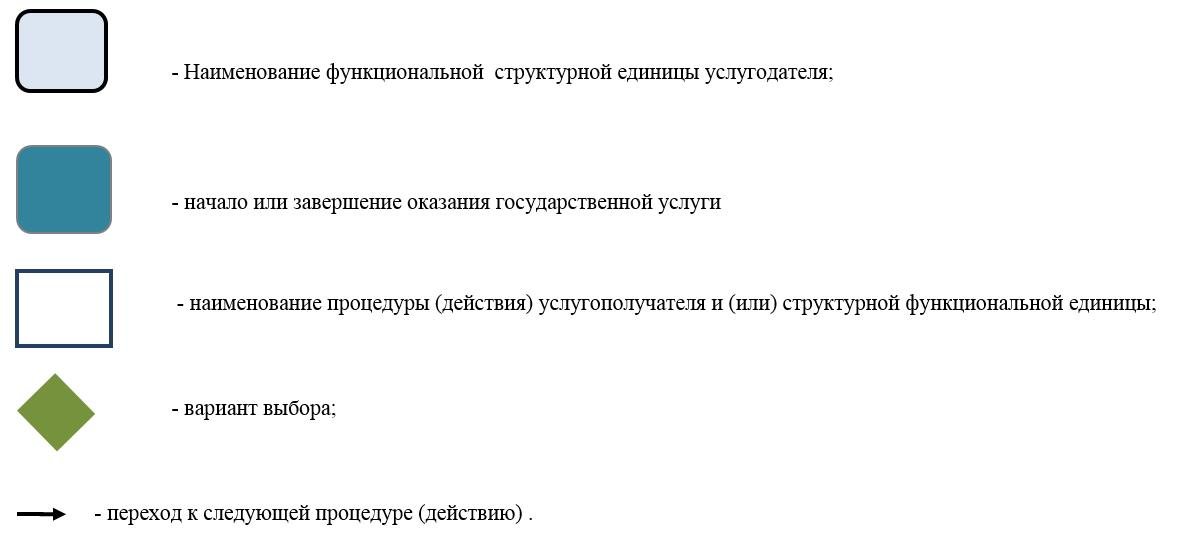 - Наименование функциональной  структурной единицы услугодателя;
- начало или завершение оказания государственной услуги
- наименование процедуры (действия) услугополучателя и (или) структурной функциональной единицы;
- вариант выбора;
- переход к следующей процедуре (действию) .